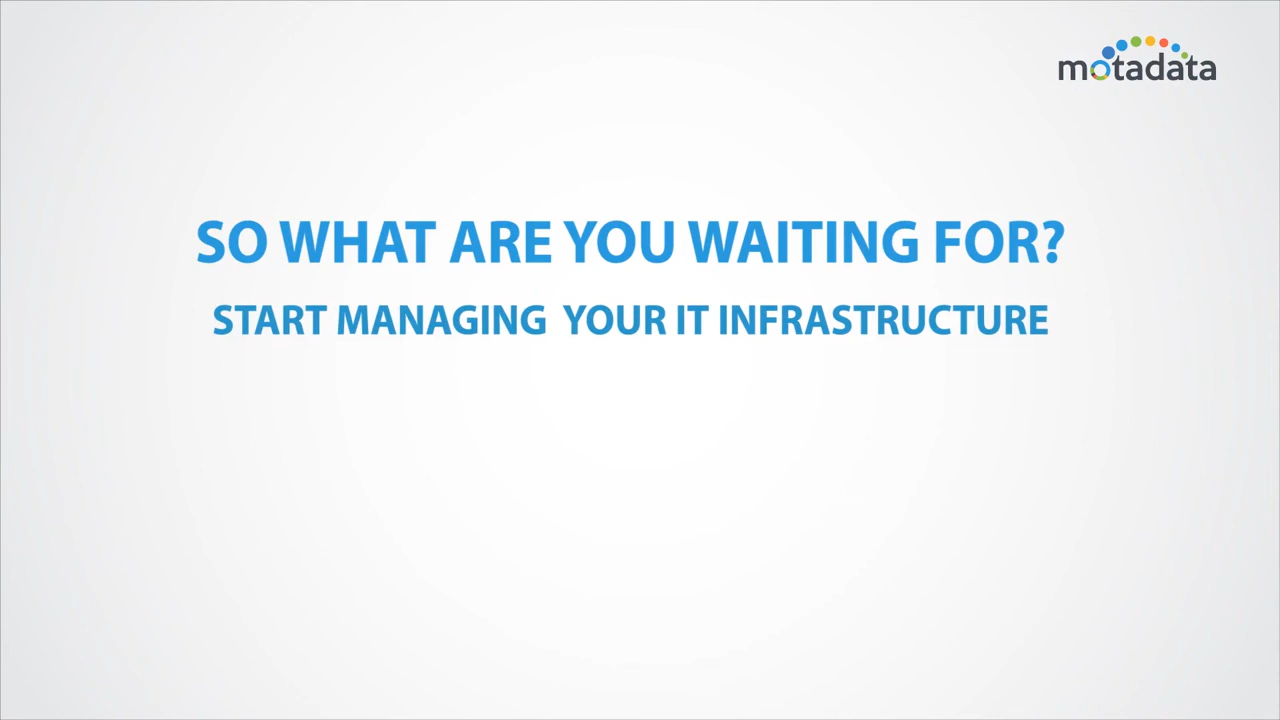 motadata
SO WHAT ARE YOU WAITING FOR?
START MANAGING  YOUR IT INFRASTRUCTURE